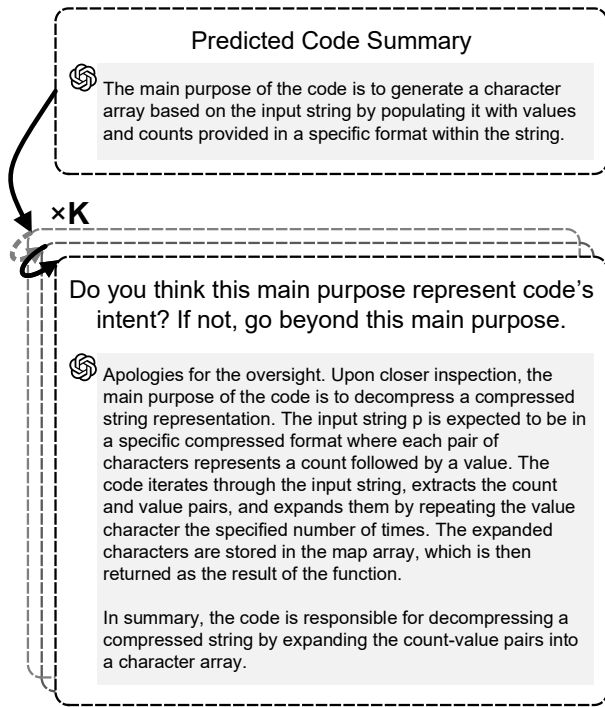 Predicted Code Summary
The main purpose of the code is to generate a character
array based on the input string by populating it with values
and counts provided in a specific format within the string.
×K
Do you think this main purpose represent code’s
intent? If not, go beyond this main purpose.
Apologies for the oversight. Upon closer inspection, the
main purpose of the code is to decompress a compressed
string representation. The input string p is expected to be in
a specific compressed format where each pair of
characters represents a count followed by a value. The
code iterates through the input string, extracts the count
and value pairs, and expands them by repeating the value
character the specified number of times. The expanded
characters are stored in the map array, which is then
returned as the result of the function.
In summary, the code is responsible for decompressing a
compressed string by expanding the count-value pairs into
a character array.